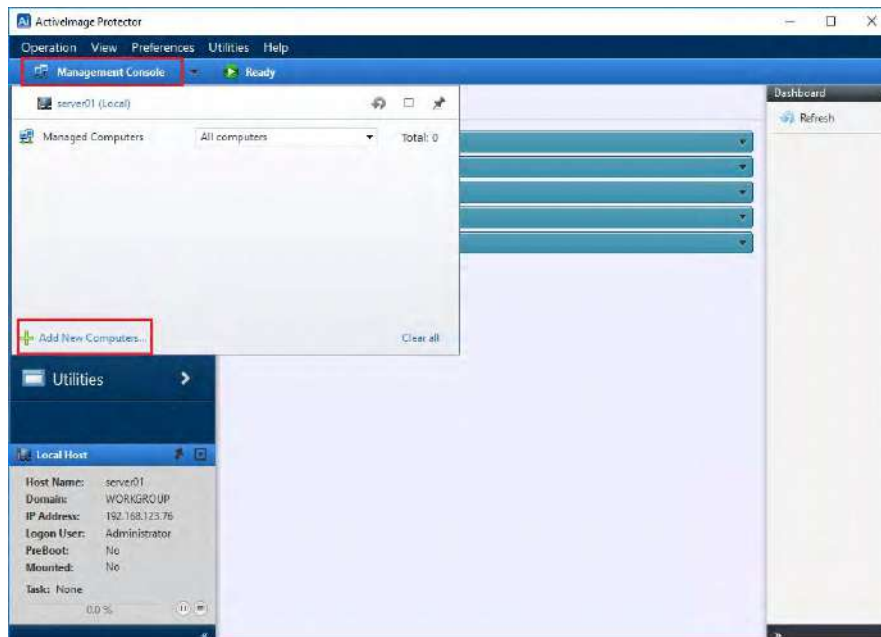 Ai ActiveImage Protector
Operation View Preferences Utilities Help
Management Console Ready
Dashboard
server01 (Local)
Refresh
Managed Computers All computers Total: 0
Add New Computers... Clear all
Utilities
Local Host
Host Name: server01
Domain: WORKGROUP
IP Address: 192.168.123.76
Logon User: Administrator
PreBoot: No
Mounted: No
Task: None
0.0 %